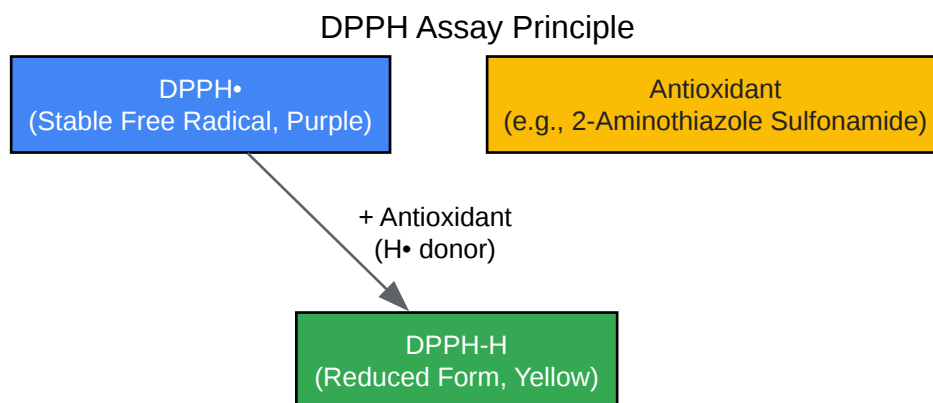 DPPH Assay Principle
DPPH•
(Stable Free Radical, Purple)
Antioxidant
(e.g., 2-Aminothiazole Sulfonamide)
+ Antioxidant
(H• donor)
DPPH-H
(Reduced Form, Yellow)